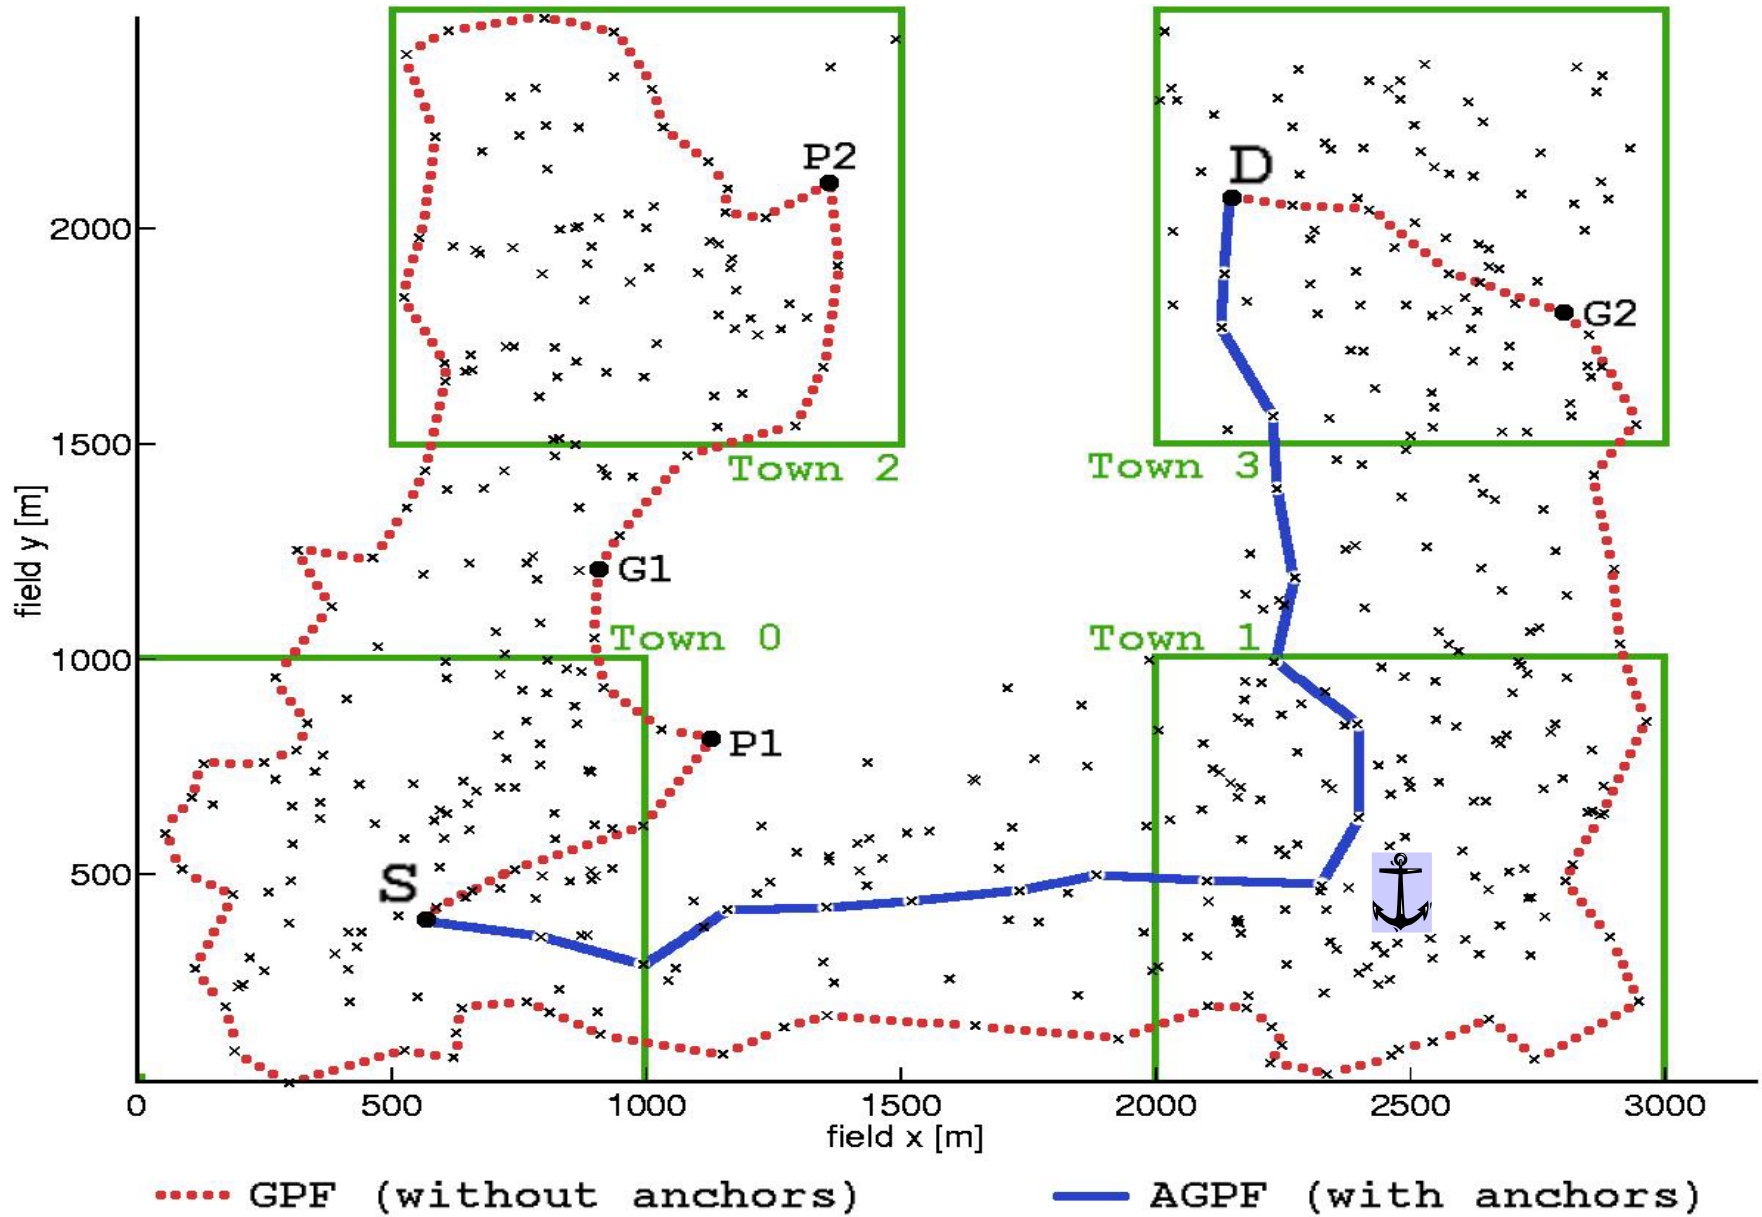 P2
D
2000
G2
1500
Town 2
Town 3
field y [m]
G1
Town 0
Town 1
1000
P1
500
S
0
500
1000
1500
2000
2500
3000
field x [m]
GPF (without anchors)
AGPF (with anchors)